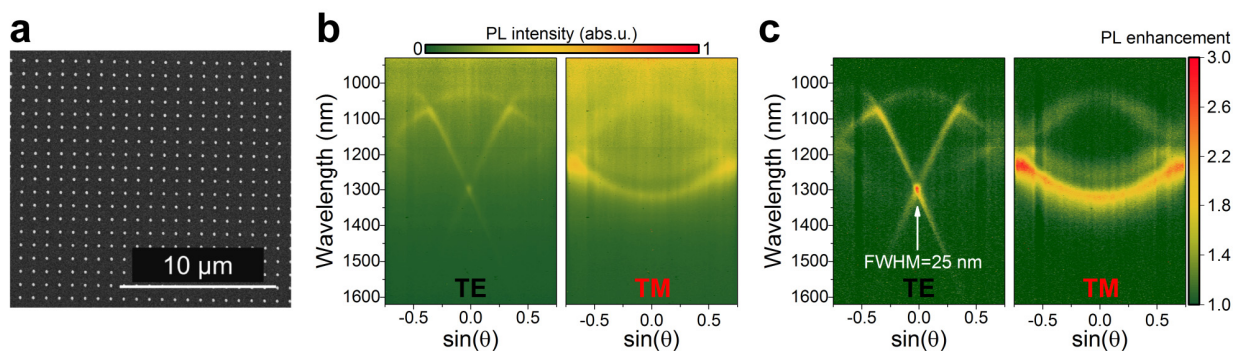 a
10 μm
b
PL intensity (abs.u.)
0
1
Wavelength (nm)
1000
1100
1200
1300
1400
1500
1600
TE
TM
-0.5
0.0
0.5
-0.5
0.0
0.5
sin(θ)
sin(θ)
c
PL enhancement
Wavelength (nm)
1000
1100
1200
1300
1400
1500
1600
FWHM=25 nm
TE
TM
-0.5
0.0
0.5
-0.5
0.0
0.5
sin(θ)
sin(θ)
3.0
2.6
2.2
1.8
1.4
1.0